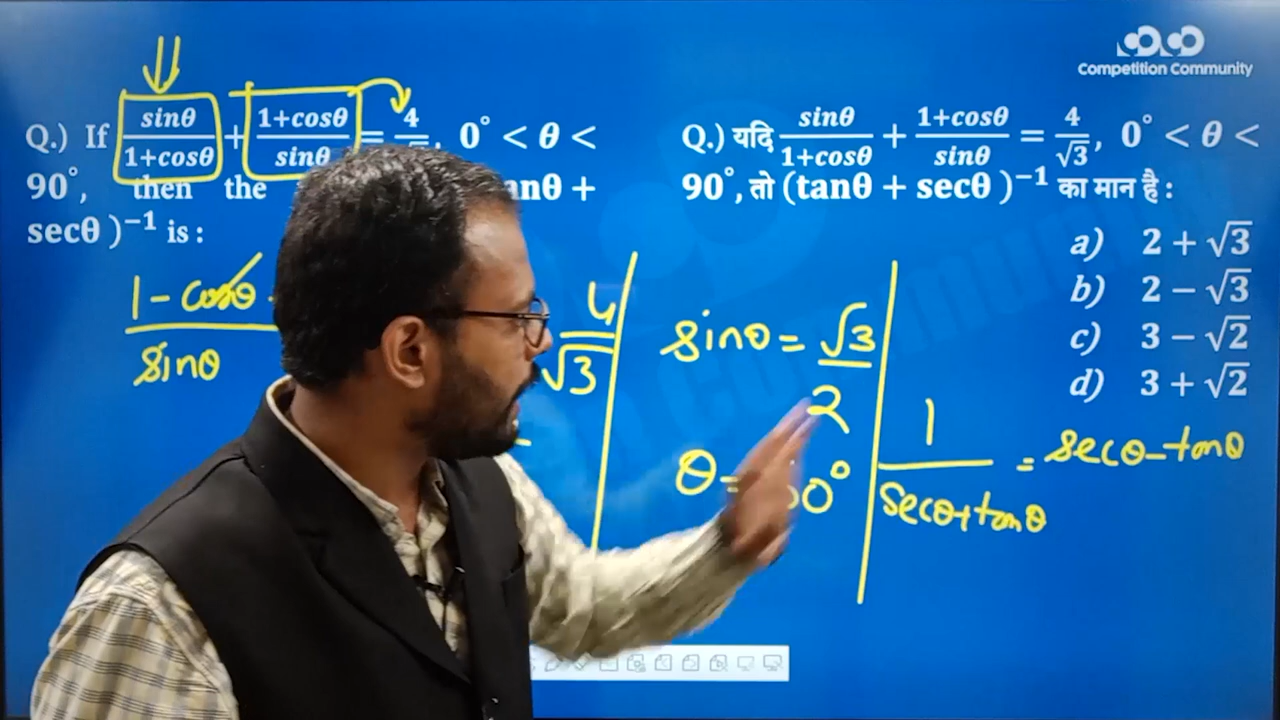 Competition Community
Q.) If sinθ/1+cosθ + 1+cosθ/sinθ = 4, 0° < θ <
90°, then the nθ +
secθ )⁻¹ is :
Q.) यदि sinθ/1+cosθ + 1+cosθ/sinθ = 4/√3, 0° < θ <
90°, तो (tanθ + secθ )⁻¹ का मान है :
a) 2 + √3
b) 2 − √3
c) 3 − √2
d) 3 + √2
1 - cosθ
sinθ
4/√3
sinθ = √3/2
θ = 0°
1/secθ+tanθ = secθ-tanθ